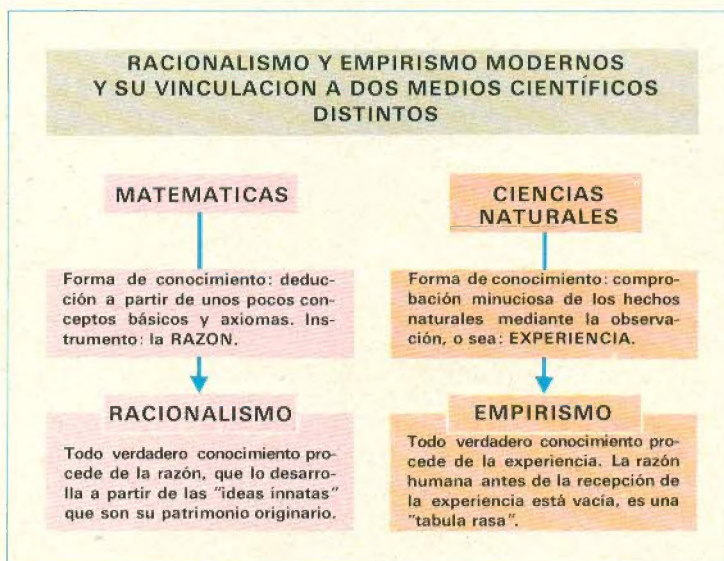 RACIONALISMO Y EMPIRISMO MODERNOS
Y SU VINCULACION A DOS MEDIOS CIENTÍFICOS
DISTINTOS
MATEMATICAS
Forma de conocimiento: deduc-
ción a partir de unos pocos con-
ceptos básicos y axiomas. Ins-
trumento: la RAZON.
RACIONALISMO
Todo verdadero conocimiento pro-
cede de la razón, que lo desarro-
lla a partir de las "ideas innatas"
que son su patrimonio originario.
CIENCIAS
NATURALES
Forma de conocimiento: compro-
bación minuciosa de los hechos
naturales mediante la observa-
ción, o sea: EXPERIENCIA.
EMPIRISMO
Todo verdadero conocimiento pro-
cede de la experiencia. La razón
humana antes de la recepción de
la experiencia está vacía, es una
"tabula rasa".